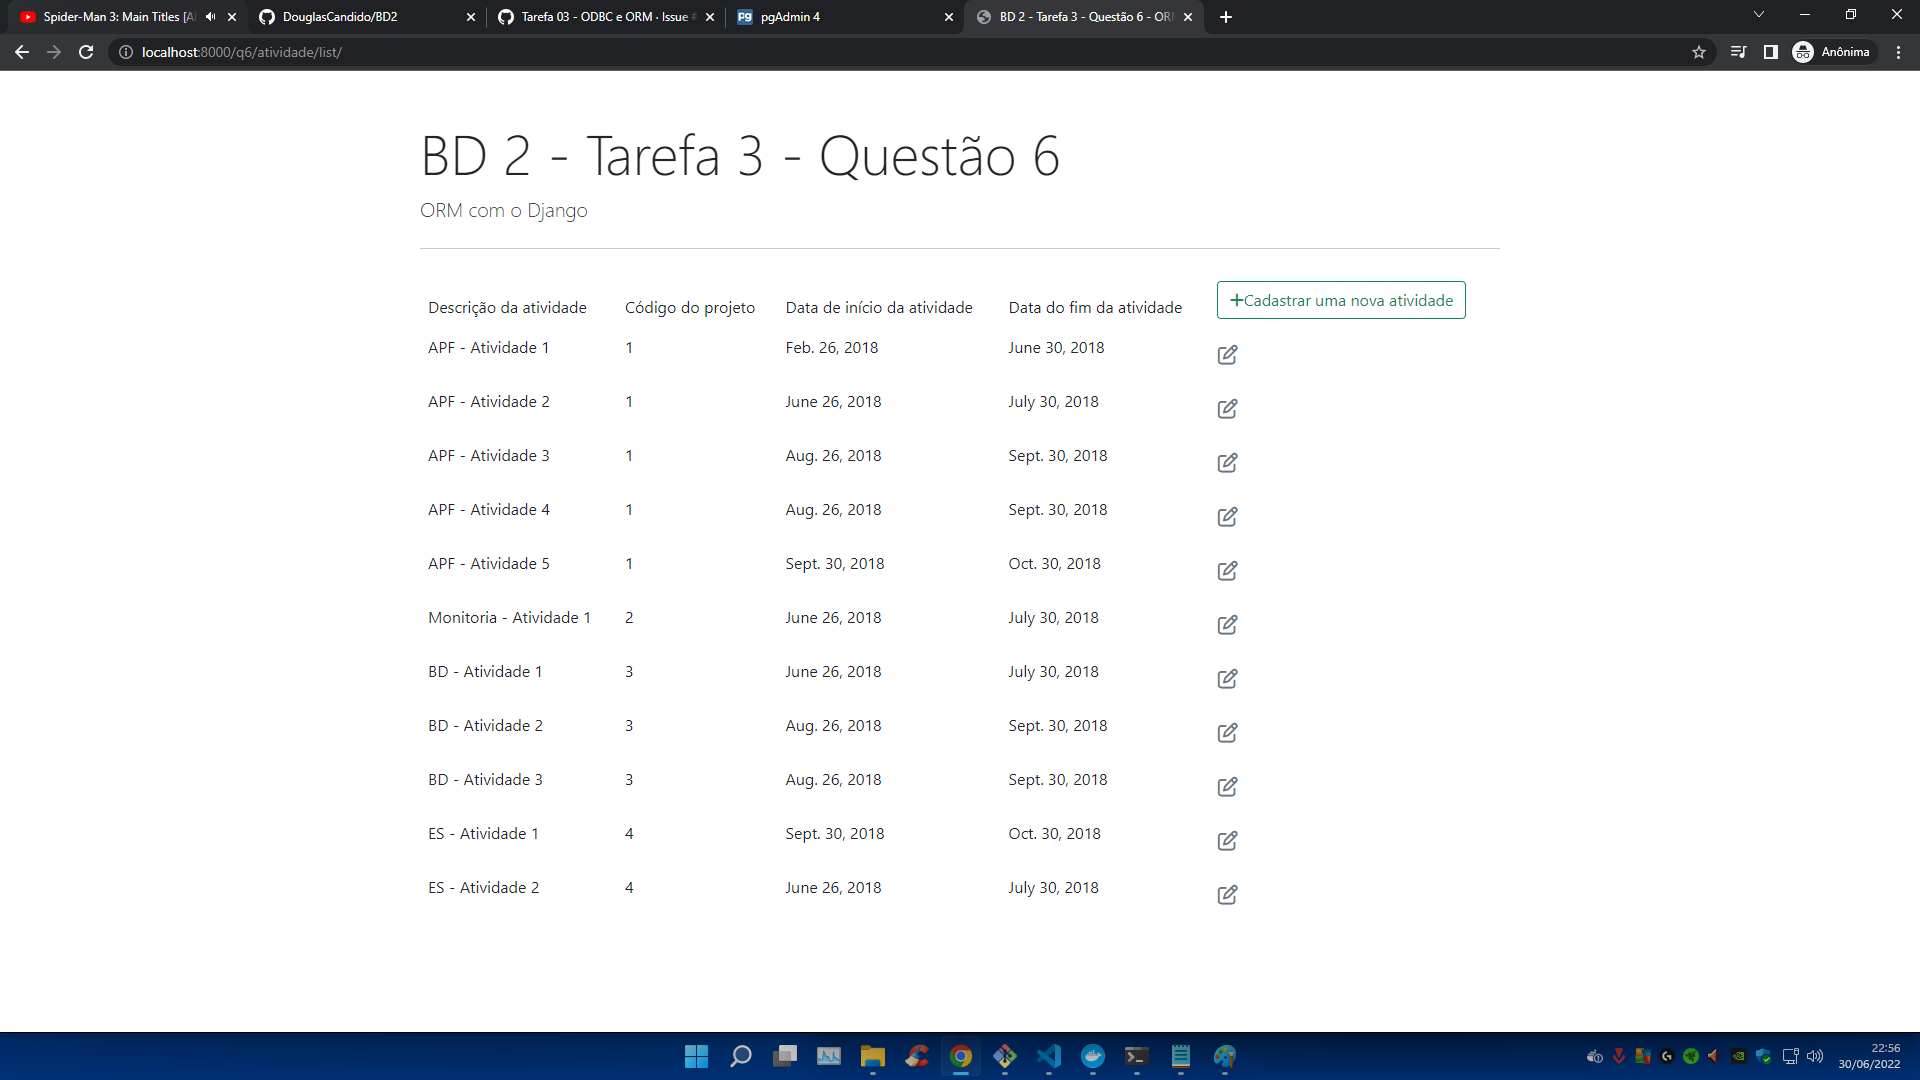 Spider-Man 3: Main Titles [A
DouglasCandido/BD2
Tarefa 03 - ODBC e ORM · Issue #
pgAdmin 4
BD 2 - Tarefa 3 - Questão 6 - OR
localhost:8000/q6/atividade/list/
Anônima
BD 2 - Tarefa 3 - Questão 6
ORM com o Django
Descrição da atividade Código do projeto Data de início da atividade Data do fim da atividade +Cadastrar uma nova atividade
APF - Atividade 1 1 Feb. 26, 2018 June 30, 2018
APF - Atividade 2 1 June 26, 2018 July 30, 2018
APF - Atividade 3 1 Aug. 26, 2018 Sept. 30, 2018
APF - Atividade 4 1 Aug. 26, 2018 Sept. 30, 2018
APF - Atividade 5 1 Sept. 30, 2018 Oct. 30, 2018
Monitoria - Atividade 1 2 June 26, 2018 July 30, 2018
BD - Atividade 1 3 June 26, 2018 July 30, 2018
BD - Atividade 2 3 Aug. 26, 2018 Sept. 30, 2018
BD - Atividade 3 3 Aug. 26, 2018 Sept. 30, 2018
ES - Atividade 1 4 Sept. 30, 2018 Oct. 30, 2018
ES - Atividade 2 4 June 26, 2018 July 30, 2018
22:56
30/06/2022